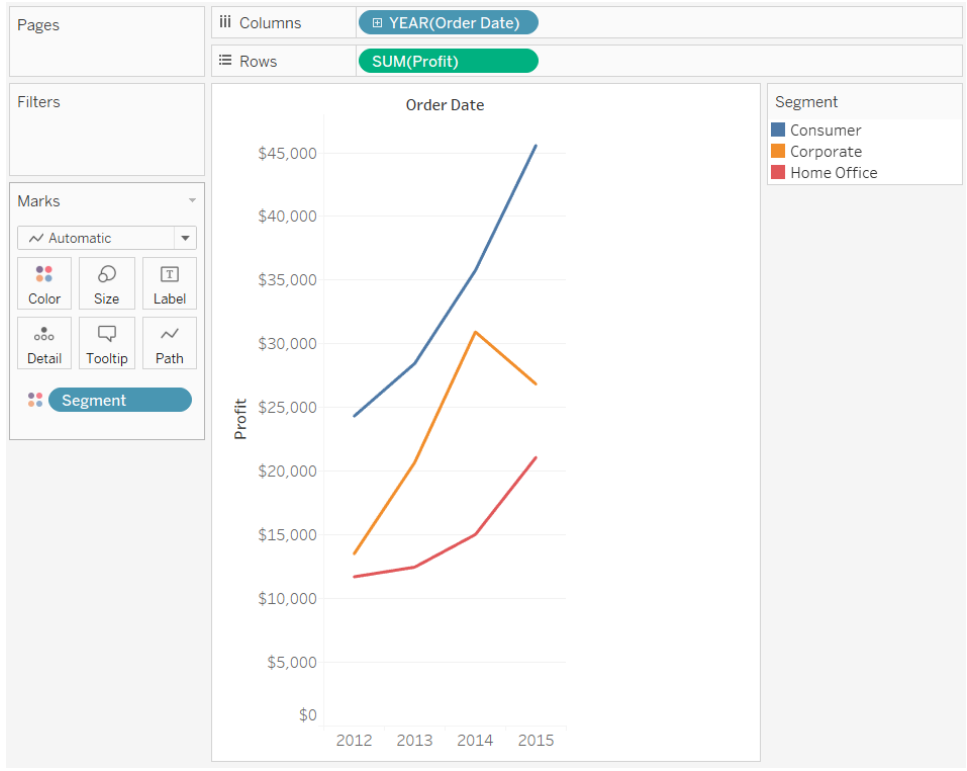 Pages
Columns
YEAR(Order Date)
Rows
SUM(Profit)
Filters
Marks
Automatic
Color
Size
Label
Detail
Tooltip
Path
Segment
Order Date
Profit
$45,000
$40,000
$35,000
$30,000
$25,000
$20,000
$15,000
$10,000
$5,000
$0
2012 2013 2014 2015
Segment
Consumer
Corporate
Home Office